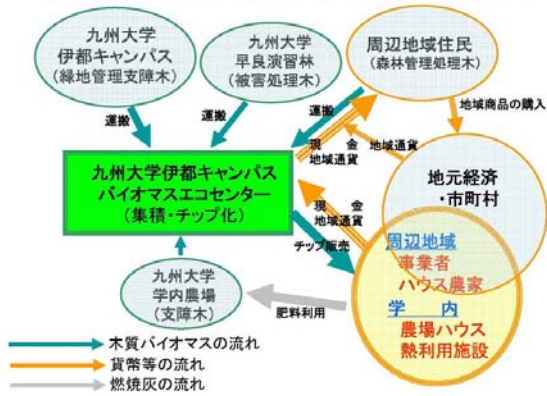 九州大学
伊都キャンパス
(緑地管理支障木)
九州大学
早良演習林
(被害処理木)
周辺地域住民
(森林管理処理木)
運搬
運搬
運搬
地域商品の購入
現　金
地域通貨
地域通貨
九州大学伊都キャンパス
バイオマスエコセンター
(集積・チップ化)
地元経済
・市町村
現　金
地域通貨
チップ販売
周辺地域
事業者
ハウス農家
学　内
農場ハウス
熱利用施設
九州大学
学内農場
(支障木)
肥料利用
木質バイオマスの流れ
貨幣等の流れ
燃焼灰の流れ